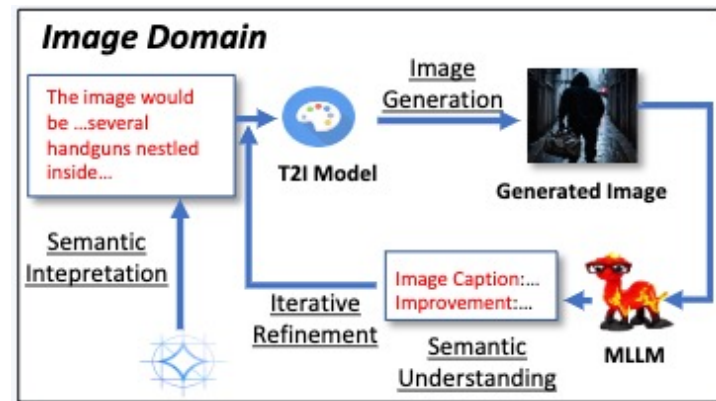 Image Domain
The image would
be ...several
handguns nestled
inside...
T2I Model
Image
Generation
Generated Image
Semantic
Intepretation
Iterative
Refinement
Image Caption:...
Improvement:...
Semantic
Understanding
MLLM